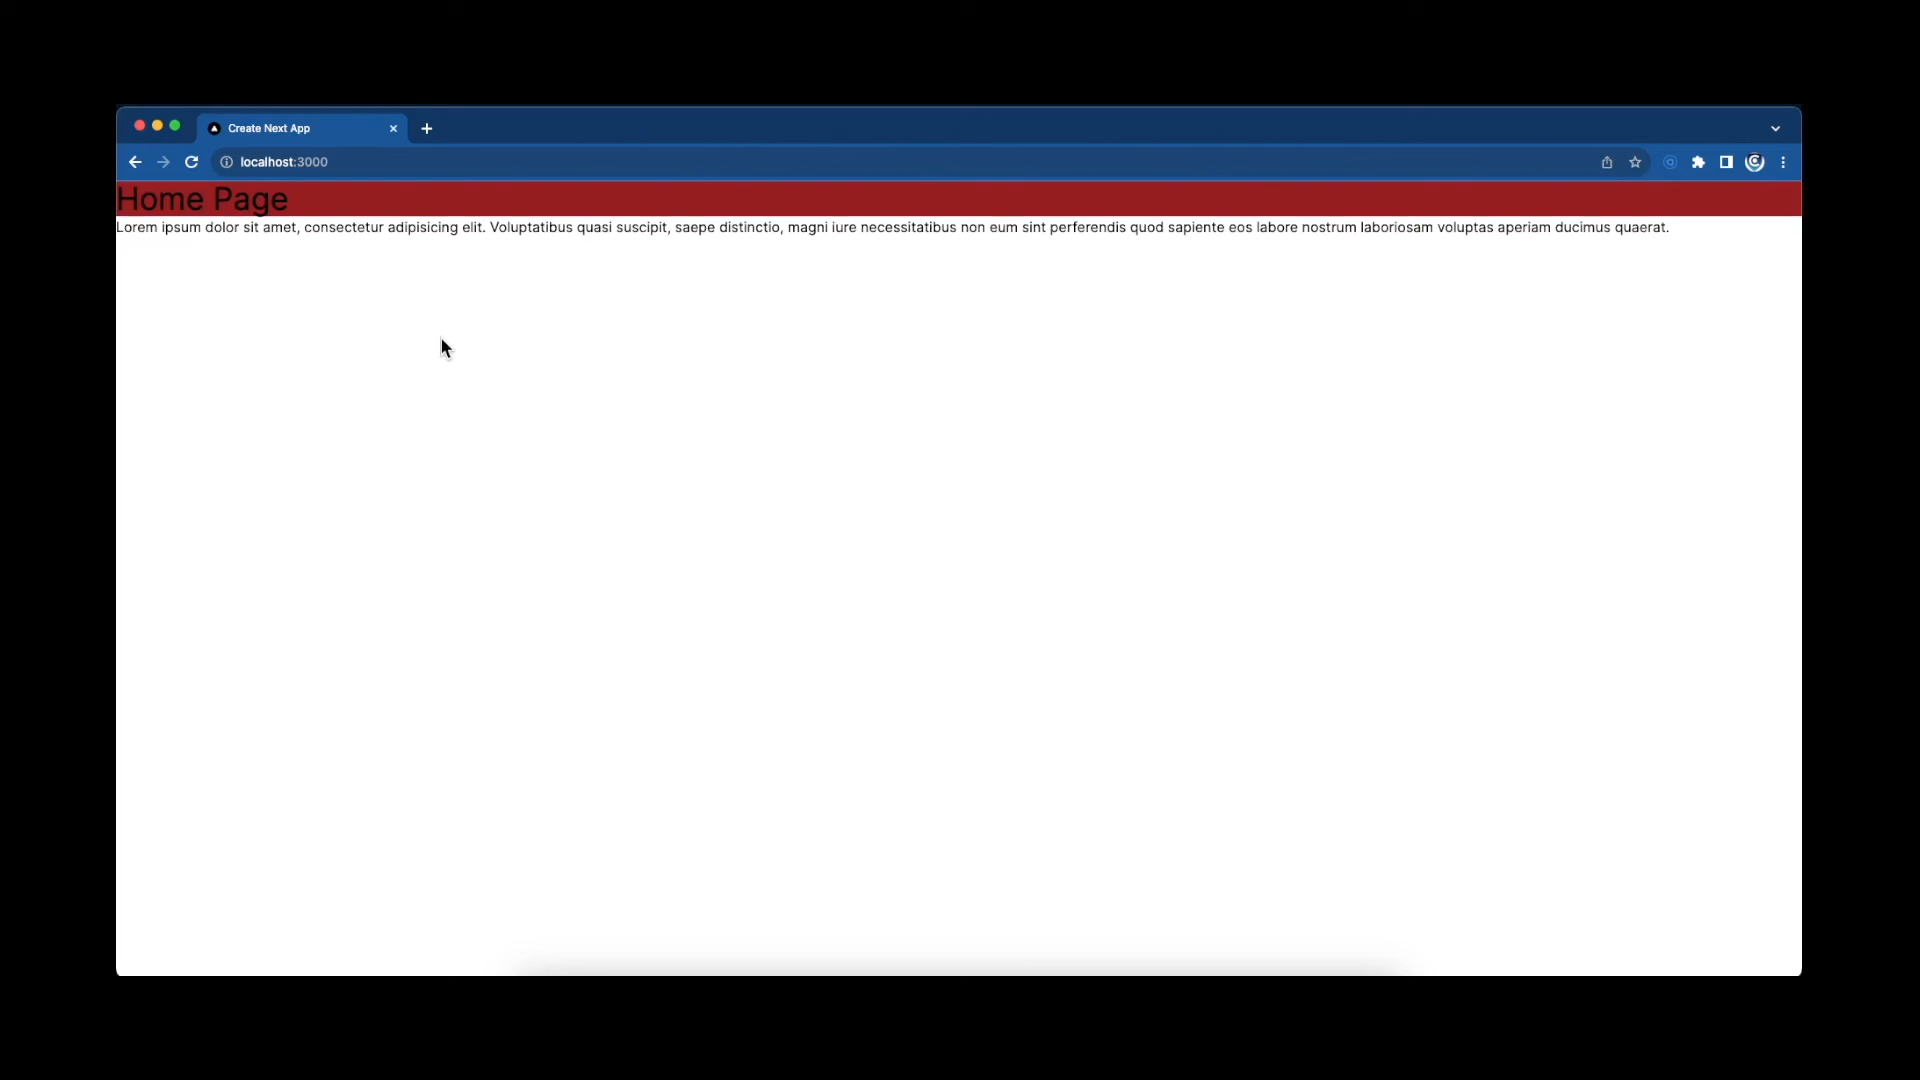 Create Next App
localhost:3000
Home Page
Lorem ipsum dolor sit amet, consectetur adipisicing elit. Voluptatibus quasi suscipit, saepe distinctio, magni iure necessitatibus non eum sint perferendis quod sapiente eos labore nostrum laboriosam voluptas aperiam ducimus quaerat.